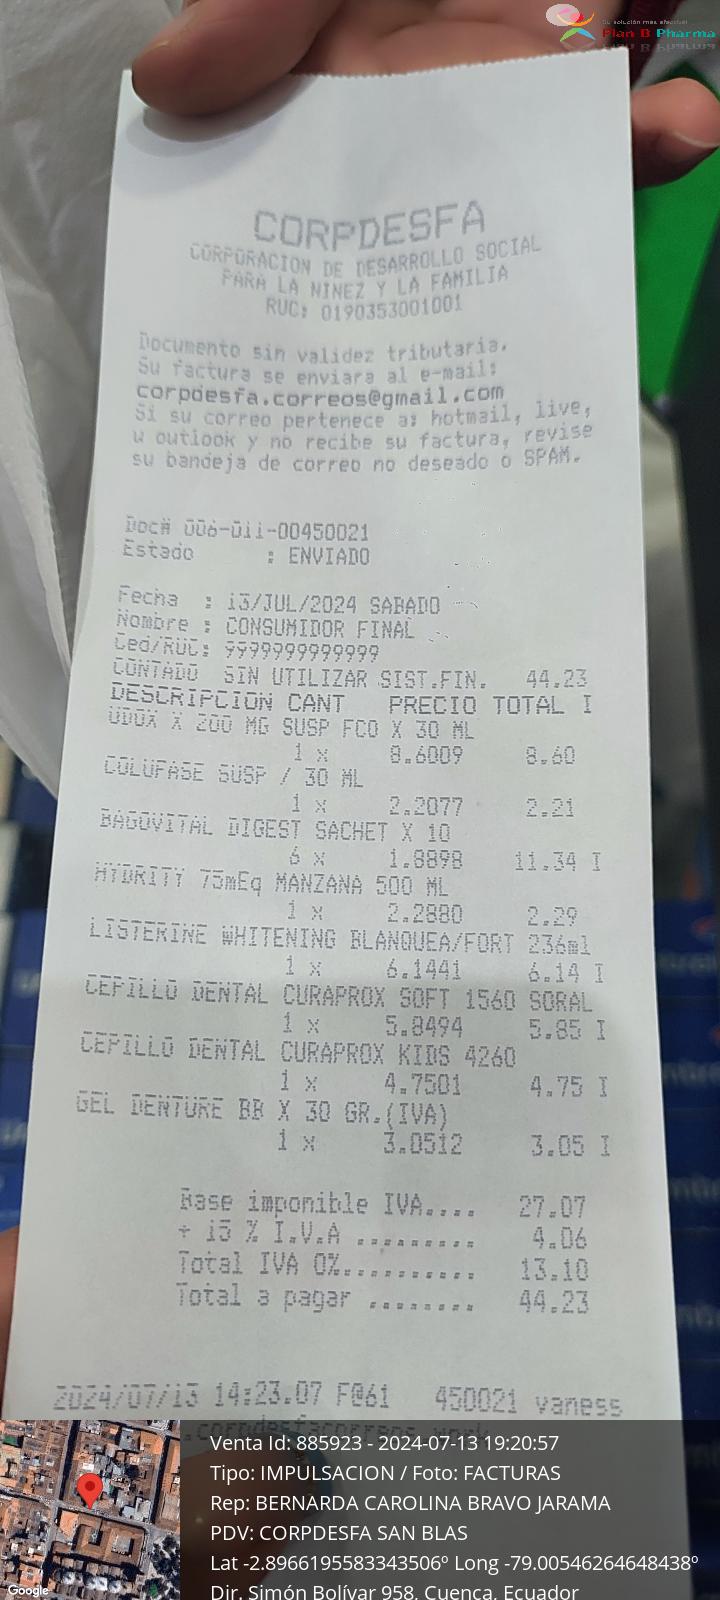 Su solución más efectiva!
Plan B Pharma
CORPDESFA
CORPORACION DE DESARROLLO SOCIAL
PARA LA NINEZ Y LA FAMILIA
RUC: 0190353001001
Documento sin validez tributaria.
Su factura se enviara al e-mail:
corpdesfa.correos@gmail.com
Si su correo pertenece a: hotmail, live,
u outlook y no recibe su factura, revise
su bandeja de correo no deseado o SPAM.
Doc# 006-011-00450021
Estado : ENVIADO
Fecha : 13/JUL/2024 SABADO
Nombre : CONSUMIDOR FINAL
Ced/RUC: 9999999999999
CONTADO SIN UTILIZAR SIST.FIN. 44.23
DESCRIPCION CANT PRECIO TOTAL I
UDOX X 200 MG SUSP FCO X 30 ML
1 x 8.6009 8.60
COLUFASE SUSP / 30 ML
1 x 2.2077 2.21
BAGOVITAL DIGEST SACHET X 10
6 x 1.8898 11.34 I
HYDRITY 75mEq MANZANA 500 ML
1 x 2.2880 2.29
LISTERINE WHITENING BLANQUEA/FORT 236ml
1 x 6.1441 6.14 I
CEPILLO DENTAL CURAPROX SOFT 1560 SORAL
1 x 5.8494 5.85 I
CEPILLO DENTAL CURAPROX KIDS 4260
1 x 4.7501 4.75 I
GEL DENTURE BB X 30 GR.(IVA)
1 x 3.0512 3.05 I
Base imponible IVA.... 27.07
+ 15 % I.V.A ......... 4.06
Total IVA 0%.......... 13.10
Total a pagar ........ 44.23
2024/07/13 14:23.07 F@61 450021 vaness
Venta Id: 885923 - 2024-07-13 19:20:57
Tipo: IMPULSACION / Foto: FACTURAS
Rep: BERNARDA CAROLINA BRAVO JARAMA
PDV: CORPDESFA SAN BLAS
Lat -2.8966195583343506º Long -79.00546264648438º
Dir. Simón Bolívar 958, Cuenca, Ecuador
Google